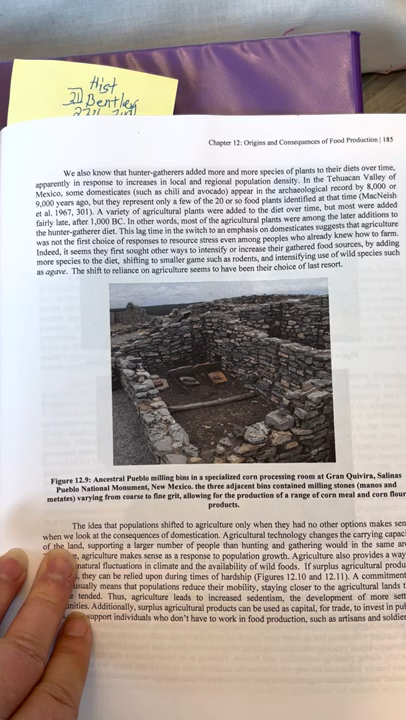 Hist
Bentley
Chapter 12: Origins and Consequences of Food Production | 185
We also know that hunter-gatherers added more and more species of plants to their diets over time,
apparently in response to increases in local and regional population density. In the Tehuacan Valley of
Mexico, some domesticates (such as chili and avocado) appear in the archaeological record by 8,000 or
9,000 years ago, but they represent only a few of the 20 or so food plants identified at that time (MacNeish
et al. 1967, 301). A variety of agricultural plants were added to the diet over time, but most were added
fairly late, after 1,000 BC. In other words, most of the agricultural plants were among the later additions to
the hunter-gatherer diet. This lag time in the switch to an emphasis on domesticates suggests that agriculture
was not the first choice of responses to resource stress even among peoples who already knew how to farm.
Indeed, it seems they first sought other ways to intensify or increase their gathered food sources, by adding
more species to the diet, shifting to smaller game such as rodents, and intensifying use of wild species such
as agave. The shift to reliance on agriculture seems to have been their choice of last resort.
Figure 12.9: Ancestral Pueblo milling bins in a specialized corn processing room at Gran Quivira, Salinas
Pueblo National Monument, New Mexico. the three adjacent bins contained milling stones (manos and
metates) varying from coarse to fine grit, allowing for the production of a range of corn meal and corn flour
products.
The idea that populations shifted to agriculture only when they had no other options makes sen
when we look at the consequences of domestication. Agricultural technology changes the carrying capaci
of the land, supporting a larger number of people than hunting and gathering would in the same are
agriculture makes sense as a response to population growth. Agriculture also provides a way
natural fluctuations in climate and the availability of wild foods. If surplus agricultural produ
, they can be relied upon during times of hardship (Figures 12.10 and 12.11). A commitment
ually means that populations reduce their mobility, staying closer to the agricultural lands t
tended. Thus, agriculture leads to increased sedentism, the development of more sett
unities. Additionally, surplus agricultural products can be used as capital, for trade, to invest in pub
support individuals who don't have to work in food production, such as artisans and soldier